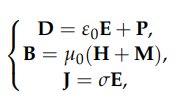 D = ε₀E + P,
B = μ₀(H + M),
J = σE,